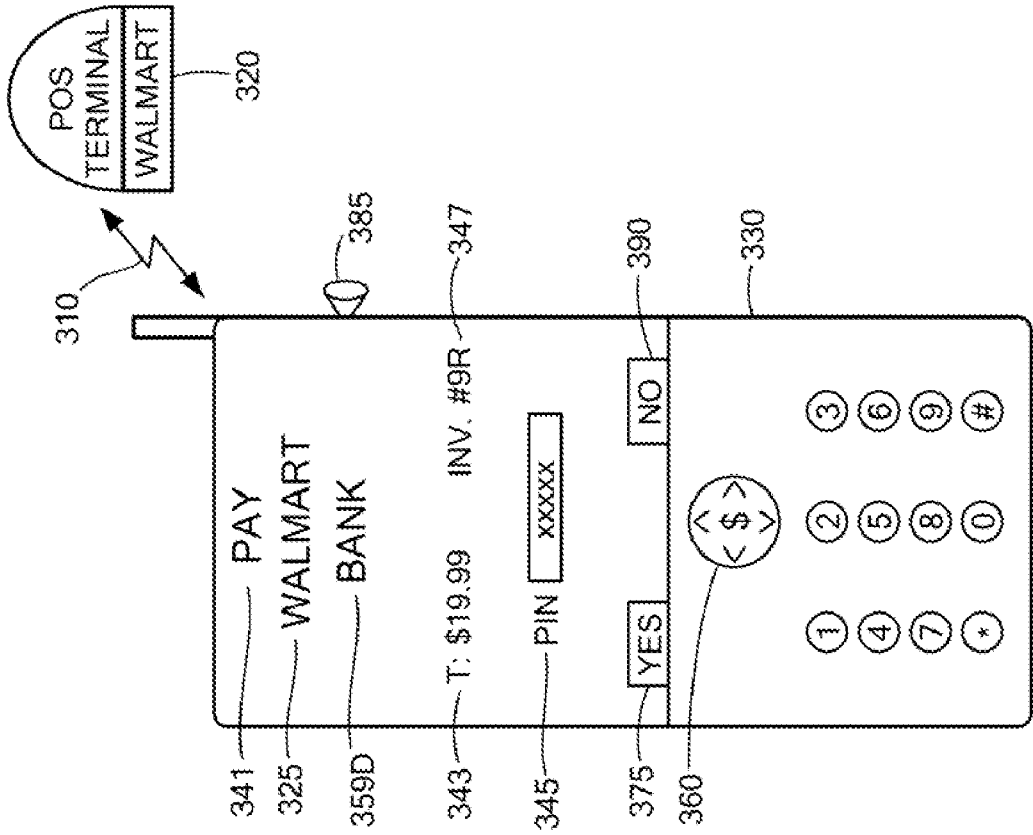 POS
TERMINAL
WALMART
320
310
385
341 PAY
325 WALMART
359D BANK
343 T: $19.99 INV. #9R 347
345 PIN xxxxx
375 YES NO 390
330
360
< ^ $ v >
1 2 3
4 5 6
7 8 9
* 0 #